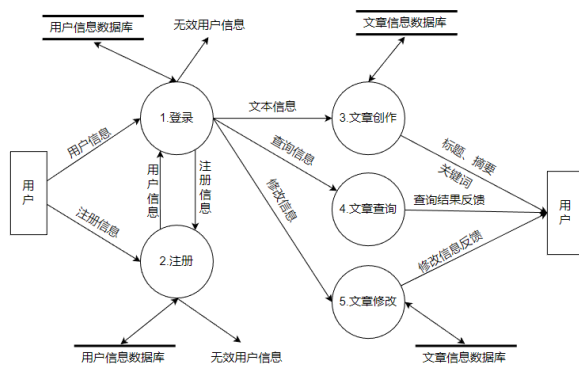 用户信息数据库
无效用户信息
文章信息数据库
1.登录
文本信息
3.文章创作
用户信息
查询信息
标题、摘要
关键词
用户信息
注册信息
修改信息
用户
注册信息
4.文章查询
查询结果反馈
用户
2.注册
修改信息反馈
5.文章修改
用户信息数据库
无效用户信息
文章信息数据库